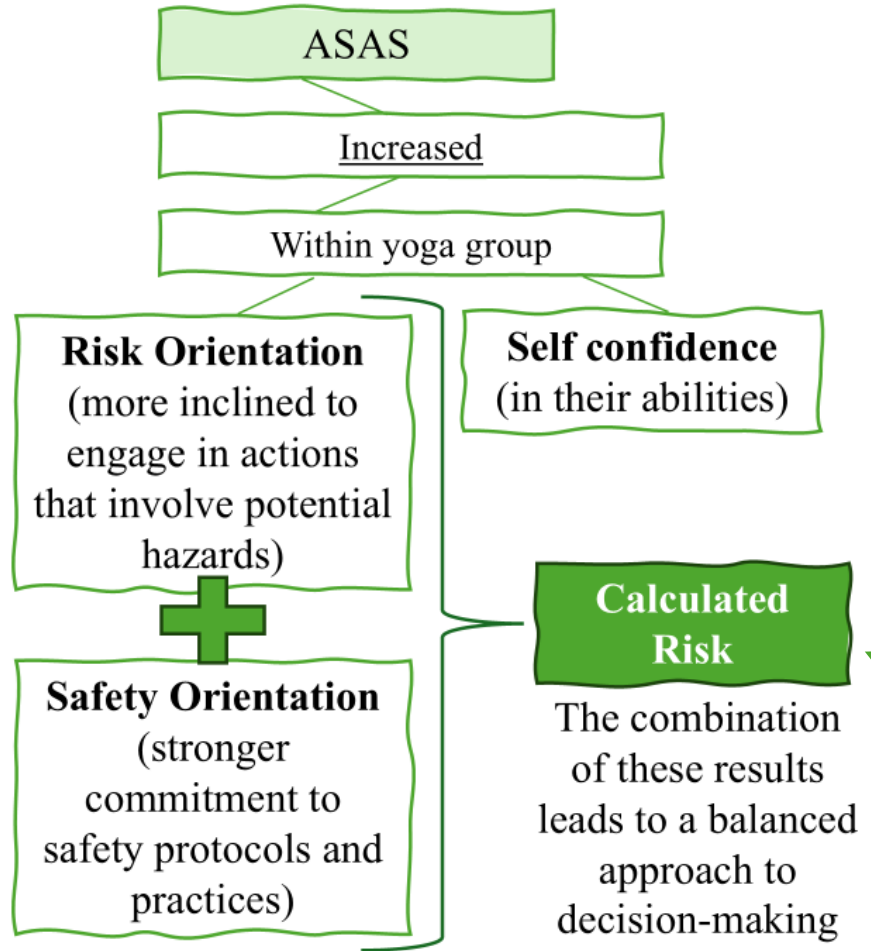 ASAS
Increased
Within yoga group
Risk Orientation
(more inclined to
engage in actions
that involve potential
hazards)
Self confidence
(in their abilities)
Safety Orientation
(stronger
commitment to
safety protocols and
practices)
Calculated
Risk
The combination
of these results
leads to a balanced
approach to
decision-making